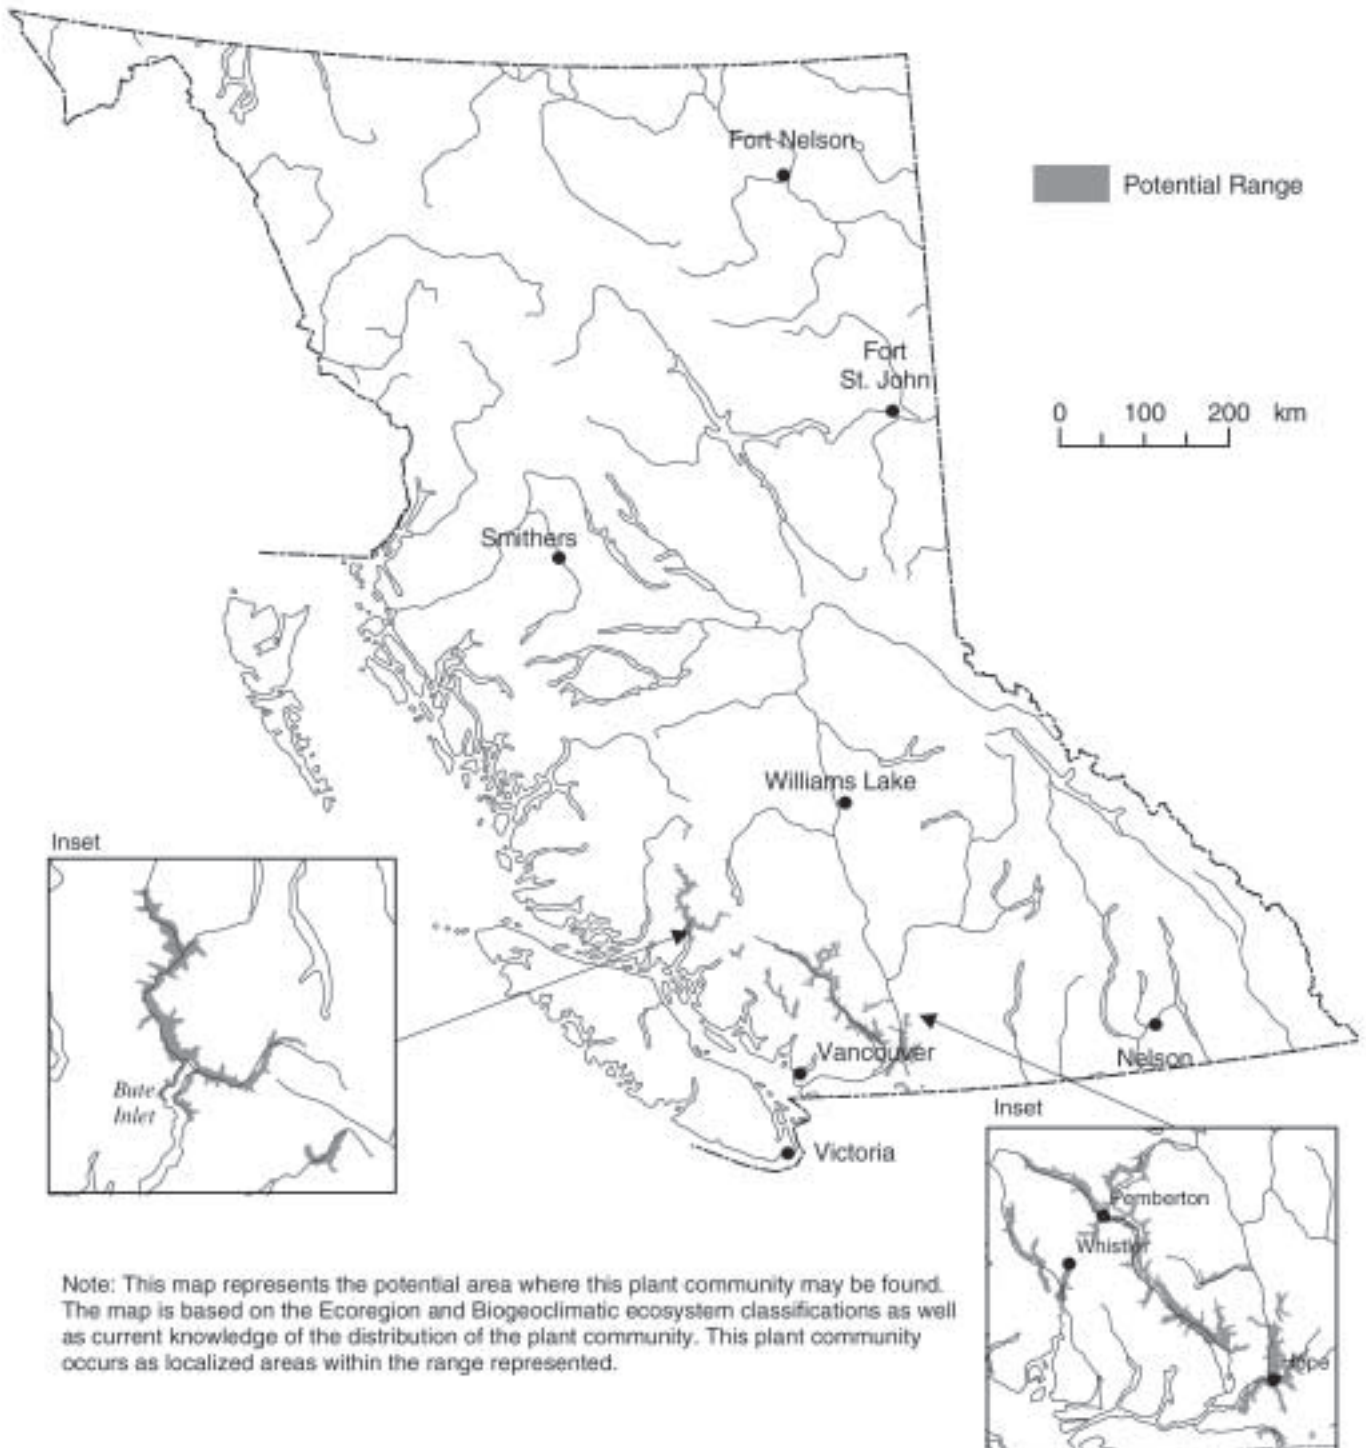 Fort Nelson
Potential Range
Fort
St. John
0 100 200 km
Smithers
Williams Lake
Inset
Bute
Inlet
Vancouver
Nelson
Inset
Victoria
Pemberton
Whistler
Hope
Note: This map represents the potential area where this plant community may be found.
The map is based on the Ecoregion and Biogeoclimatic ecosystem classifications as well
as current knowledge of the distribution of the plant community. This plant community
occurs as localized areas within the range represented.